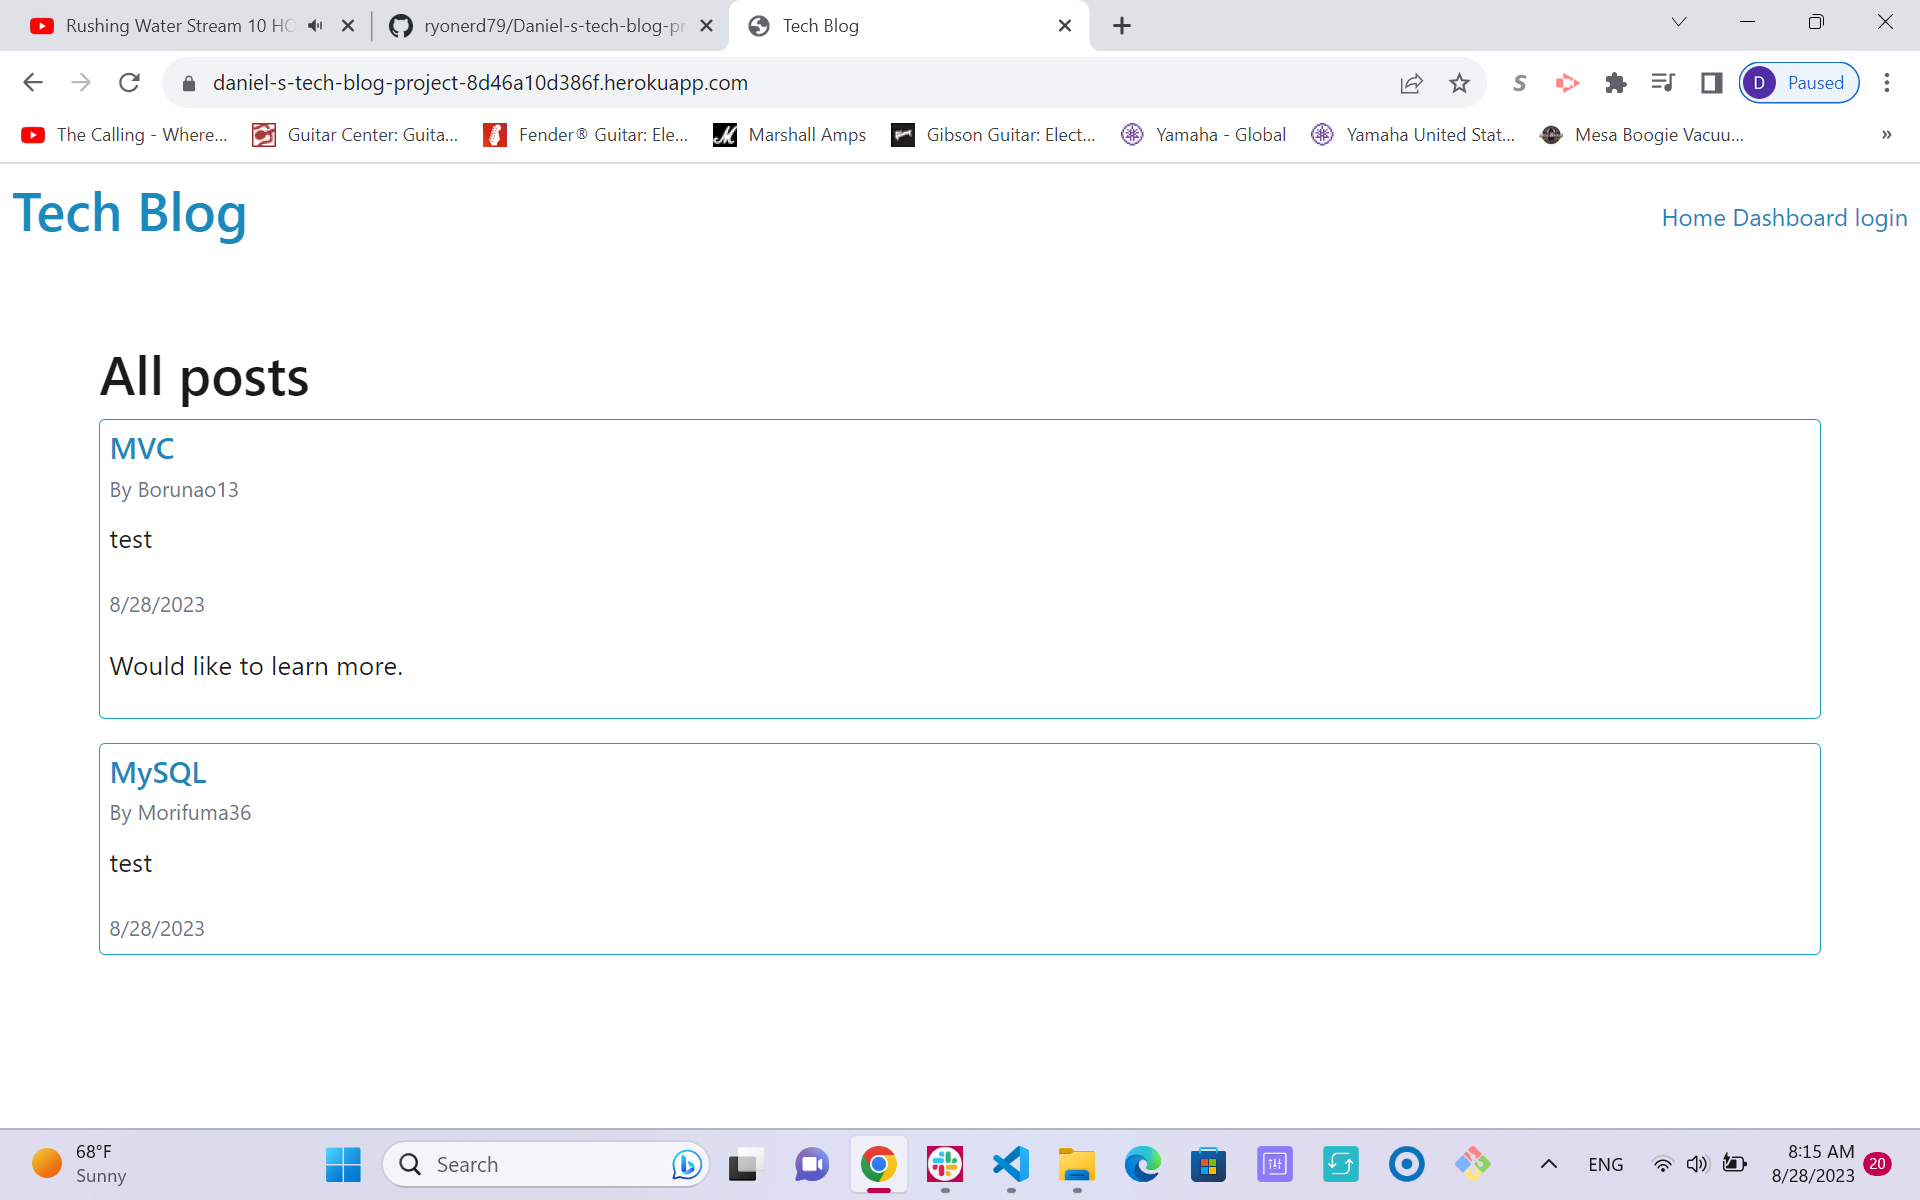 Rushing Water Stream 10 HO
ryonerd79/Daniel-s-tech-blog-pr
Tech Blog
daniel-s-tech-blog-project-8d46a10d386f.herokuapp.com
S
D Paused
The Calling - Where...
Guitar Center: Guita...
Fender® Guitar: Ele...
Marshall Amps
Gibson Guitar: Elect...
Yamaha - Global
Yamaha United Stat...
Mesa Boogie Vacuu...
»
Tech Blog
Home Dashboard login
All posts
MVC
By Borunao13
test
8/28/2023
Would like to learn more.
MySQL
By Morifuma36
test
8/28/2023
68°F
Sunny
Search
ENG
8:15 AM
8/28/2023
20